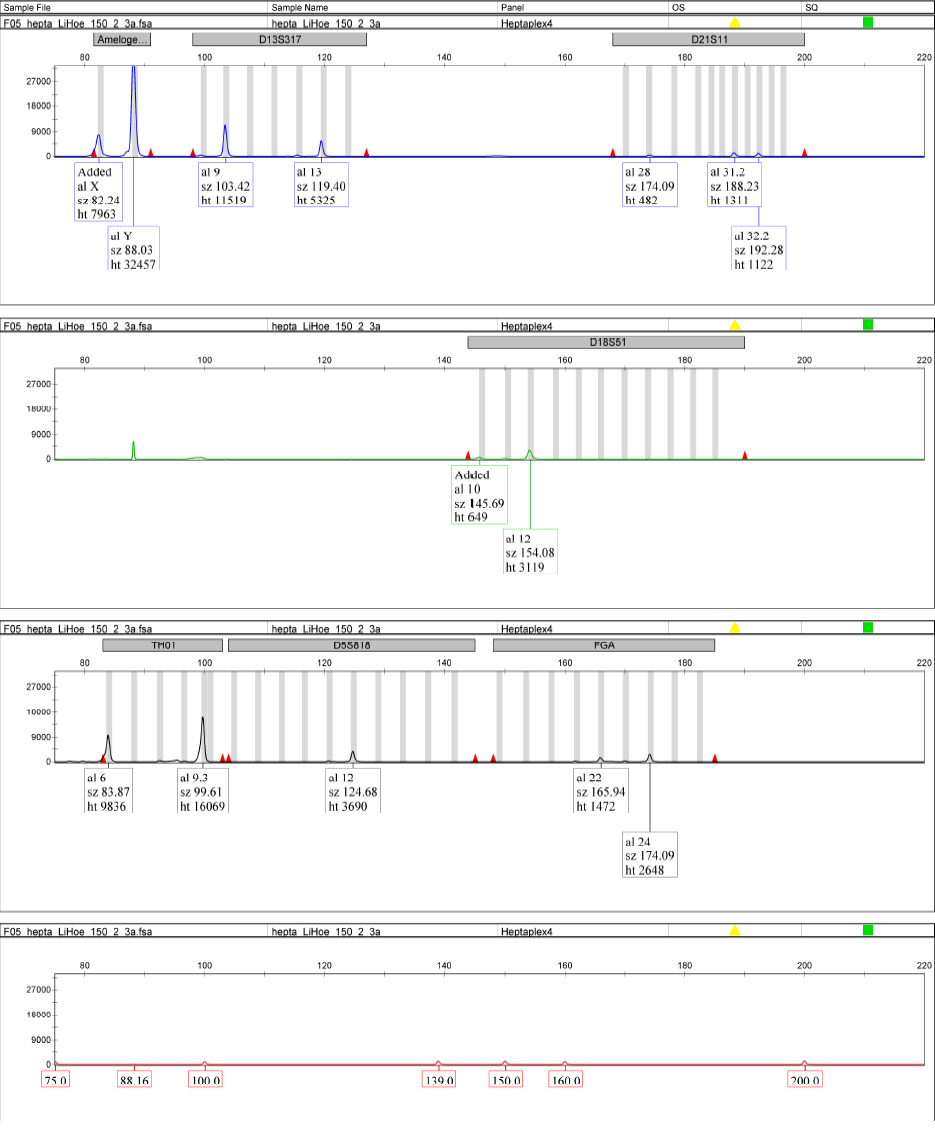 Sample File Sample Name Panel OS SQ
F05_hepta_LiHoe_150_2_3a.fsa hepta_LiHoe_150_2_3a Heptaplex4
Ameloge... D13S317 D21S11
80 100 120 140 160 180 200 220
27000
18000
9000
0
Added
al X
sz 82.24
ht 7963
al Y
sz 88.03
ht 32457
al 9
sz 103.42
ht 11519
al 13
sz 119.40
ht 5325
al 28
sz 174.09
ht 482
al 31.2
sz 188.23
ht 1311
al 32.2
sz 192.28
ht 1122
F05_hepta_LiHoe_150_2_3a.fsa hepta_LiHoe_150_2_3a Heptaplex4
D18S51
80 100 120 140 160 180 200 220
27000
18000
9000
0
Added
al 10
sz 145.69
ht 649
al 12
sz 154.08
ht 3119
F05_hepta_LiHoe_150_2_3a.fsa hepta_LiHoe_150_2_3a Heptaplex4
TH01 D5S818 FGA
80 100 120 140 160 180 200 220
27000
18000
9000
0
al 6
sz 83.87
ht 9836
al 9.3
sz 99.61
ht 16069
al 12
sz 124.68
ht 3690
al 22
sz 165.94
ht 1472
al 24
sz 174.09
ht 2648
F05_hepta_LiHoe_150_2_3a.fsa hepta_LiHoe_150_2_3a Heptaplex4
80 100 120 140 160 180 200 220
27000
18000
9000
0
75.0 88.16 100.0 139.0 150.0 160.0 200.0